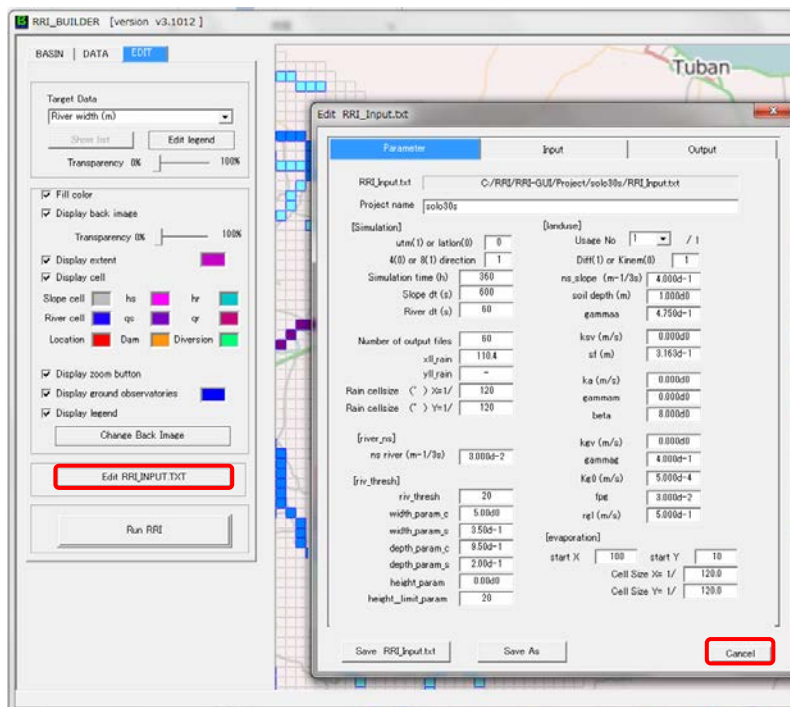 RRI_BUILDER [version v3.1012 ]
BASIN | DATA EDIT
Target Data
River width (m)
Show list Edit legend
Transparency 0% 100%
Fill color
Display back image
Transparency 0% 100%
Display extent
Display cell
Slope cell hs hr
River cell qs qr
Location Dam Diversion
Display zoom button
Display ground observatories
Display legend
Change Back Image
Edit RRI_INPUT.TXT
Run RRI
Tuban
Edit RRI_Input.txt
Parameter Input Output
RRI_Input.txt C:/RRI/RRI-GUI/Project/solo30s/RRI_Input.txt
Project name solo30s
[Simulation]
utm(1) or latlon(0) 0
4(0) or 8(1) direction 1
Simulation time (h) 360
Slope dt (s) 600
River dt (s) 60
Number of output files 60
xll_rain 110.4
yll_rain -
Rain cellsize (°) X=1/ 120
Rain cellsize (°) Y=1/ 120
[river_ns]
ns river (m-1/3s) 3.000d-2
[riv_thresh]
riv_thresh 20
width_param_c 5.00d0
width_param_s 3.50d-1
depth_param_c 9.50d-1
depth_param_s 2.00d-1
height_param 0.00d0
height_limit_param 20
[landuse]
Usage No 1 / 1
Diff(1) or Kinem(0) 1
ns_slope (m-1/3s) 4.000d-1
soil depth (m) 1.000d0
gammaa 4.750d-1
ksv (m/s) 0.000d0
sf (m) 3.163d-1
ka (m/s) 0.000d0
gammam 0.000d0
beta 8.000d0
kgv (m/s) 0.000d0
gammag 4.000d-1
Kg0 (m/s) 5.000d-4
fpg 3.000d-2
rgl (m/s) 5.000d-1
[evaporation]
start X 100 start Y 10
Cell Size X= 1/ 120.0
Cell Size Y= 1/ 120.0
Save RRI_Input.txt Save As Cancel